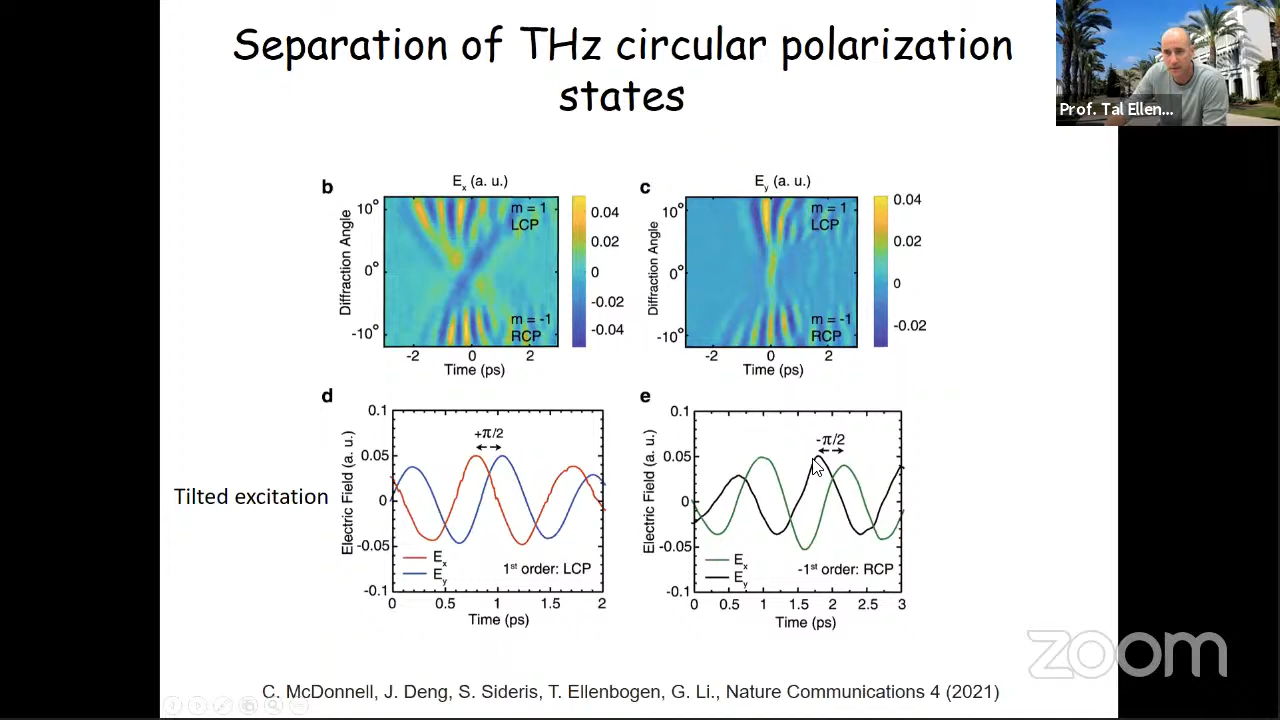 Separation of THz circular polarization
states
Prof. Tal Ellen...
b
Ex (a. u.)
10°
0°
-10°
Diffraction Angle
m = 1
LCP
m = -1
RCP
0.04
0.02
0
-0.02
-0.04
-2
0
2
Time (ps)
c
Ey (a. u.)
10°
0°
-10°
Diffraction Angle
m = 1
LCP
m = -1
RCP
0.04
0.02
0
-0.02
-2
0
2
Time (ps)
Tilted excitation
d
0.1
0.05
0
-0.05
-0.1
Electric Field (a. u.)
+π/2
Ex
Ey
1st order: LCP
0
0.5
1
1.5
2
Time (ps)
e
0.1
0.05
0
-0.05
-0.1
Electric Field (a. u.)
-π/2
Ex
Ey
-1st order: RCP
0
0.5
1
1.5
2
2.5
3
Time (ps)
zoom
C. McDonnell, J. Deng, S. Sideris, T. Ellenbogen, G. Li., Nature Communications 4 (2021)